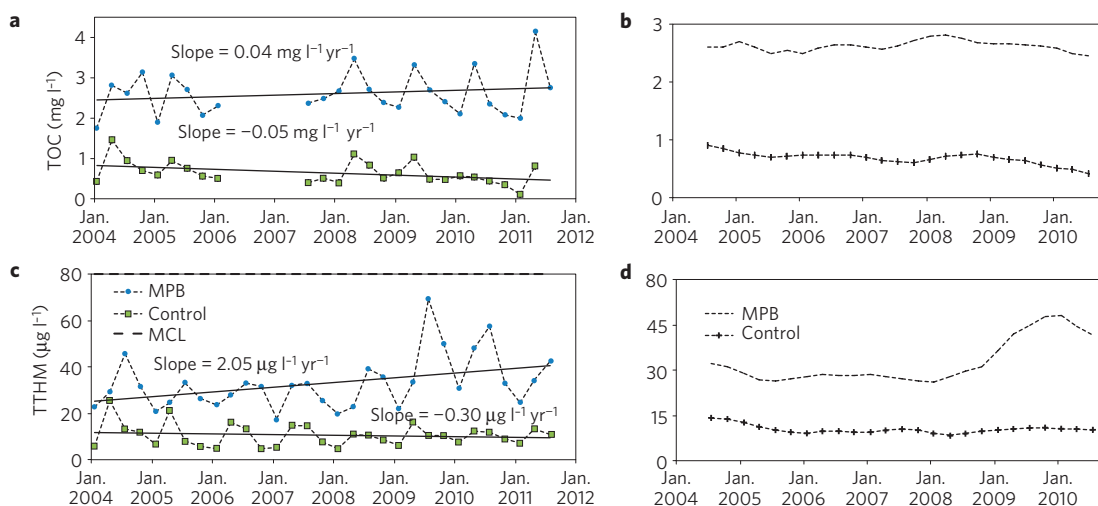 a
TOC (mg l⁻¹)
4
3
2
1
0
Slope = 0.04 mg l⁻¹ yr⁻¹
Slope = −0.05 mg l⁻¹ yr⁻¹
Jan. Jan. Jan. Jan. Jan. Jan. Jan. Jan. Jan.
2004 2005 2006 2007 2008 2009 2010 2011 2012
b
3
2
1
0
Jan. Jan. Jan. Jan. Jan. Jan. Jan.
2004 2005 2006 2007 2008 2009 2010
c
TTHM (µg l⁻¹)
80
60
40
20
0
MPB
Control
MCL
Slope = 2.05 µg l⁻¹ yr⁻¹
Slope = −0.30 µg l⁻¹ yr⁻¹
Jan. Jan. Jan. Jan. Jan. Jan. Jan. Jan. Jan.
2004 2005 2006 2007 2008 2009 2010 2011 2012
d
80
45
30
15
0
MPB
Control
Jan. Jan. Jan. Jan. Jan. Jan. Jan.
2004 2005 2006 2007 2008 2009 2010